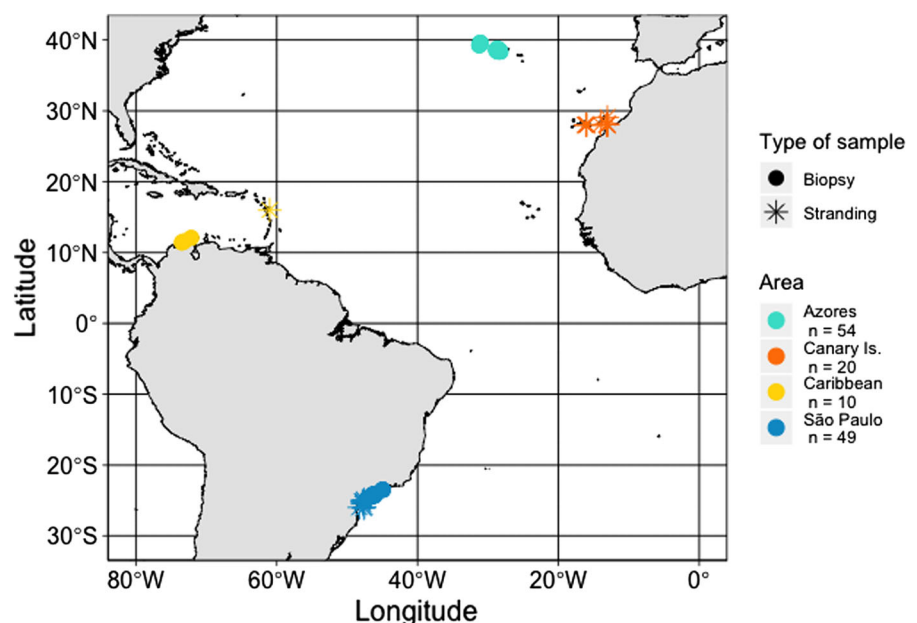 40°N
30°N
20°N
10°N
0°
10°S
20°S
30°S
Latitude
80°W
60°W
40°W
20°W
0°
Longitude
Type of sample
Biopsy
Stranding
Area
Azores
n = 54
Canary Is.
n = 20
Caribbean
n = 10
São Paulo
n = 49